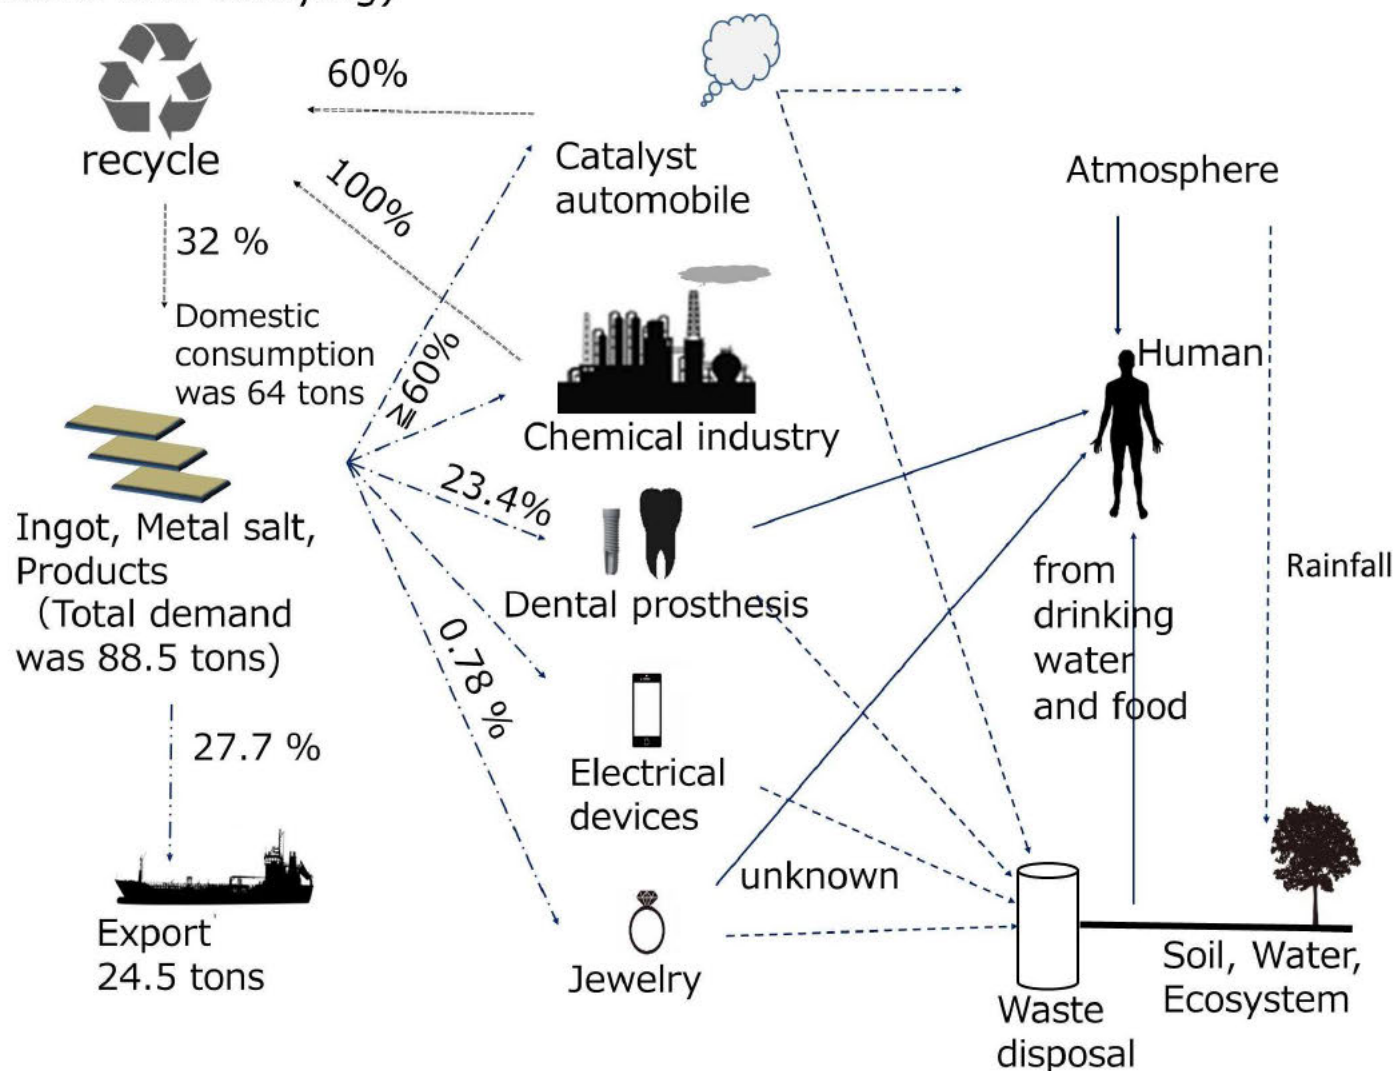 60%
recycle
100%
32 %
Domestic
consumption
was 64 tons
Ingot, Metal salt,
Products
(Total demand
was 88.5 tons)
27.7 %
Export
24.5 tons
Catalyst
automobile
≧60%
Chemical industry
23.4%
Dental prosthesis
0.78 %
Electrical
devices
unknown
Jewelry
Atmosphere
Human
from
drinking
water
and food
Rainfall
Waste
disposal
Soil, Water,
Ecosystem